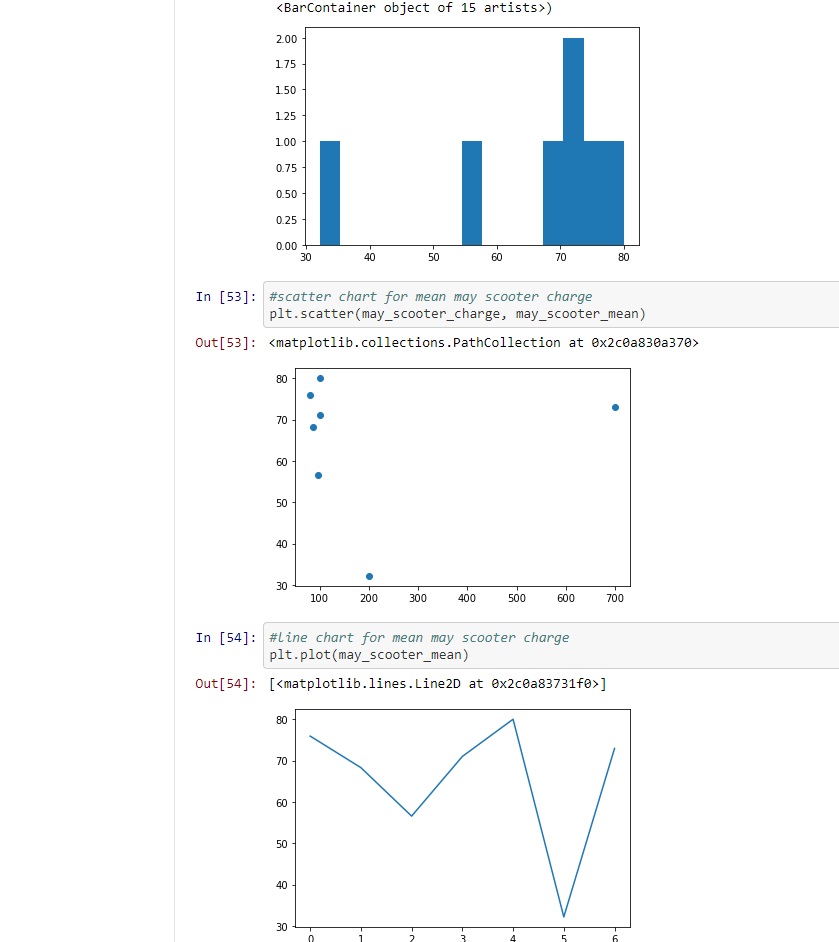 <BarContainer object of 15 artists>)
2.00
1.75
1.50
1.25
1.00
0.75
0.50
0.25
0.00
30 40 50 60 70 80
In [53]: #scatter chart for mean may scooter charge
plt.scatter(may_scooter_charge, may_scooter_mean)
Out[53]: <matplotlib.collections.PathCollection at 0x2c0a830a370>
80
70
60
50
40
30
100 200 300 400 500 600 700
In [54]: #line chart for mean may scooter charge
plt.plot(may_scooter_mean)
Out[54]: [<matplotlib.lines.Line2D at 0x2c0a83731f0>]
80
70
60
50
40
30
0 1 2 3 4 5 6